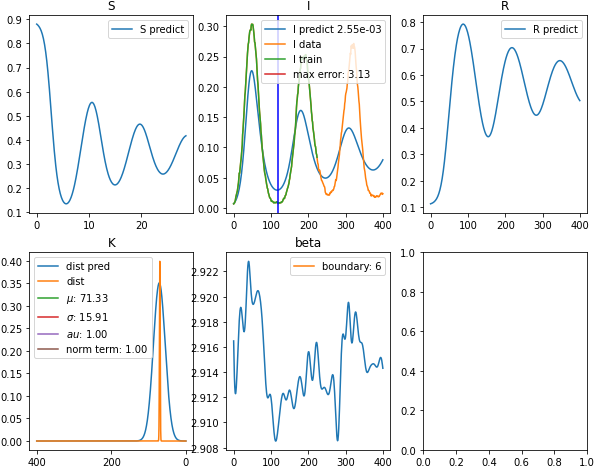 S
I
R
S predict
I predict 2.55e-03
I data
I train
max error: 3.13
R predict
0.9
0.8
0.7
0.6
0.5
0.4
0.3
0.2
0.1
0 10 20
0.30
0.25
0.20
0.15
0.10
0.05
0.00
0 100 200 300 400
0.8
0.7
0.6
0.5
0.4
0.3
0.2
0.1
0 100 200 300 400
K
beta
dist pred
dist
μ: 71.33
σ: 15.91
au: 1.00
norm term: 1.00
boundary: 6
0.40
0.35
0.30
0.25
0.20
0.15
0.10
0.05
0.00
400 200 0
2.922
2.920
2.918
2.916
2.914
2.912
2.910
2.908
0 100 200 300 400
1.0
0.8
0.6
0.4
0.2
0.0
0.0 0.2 0.4 0.6 0.8 1.0